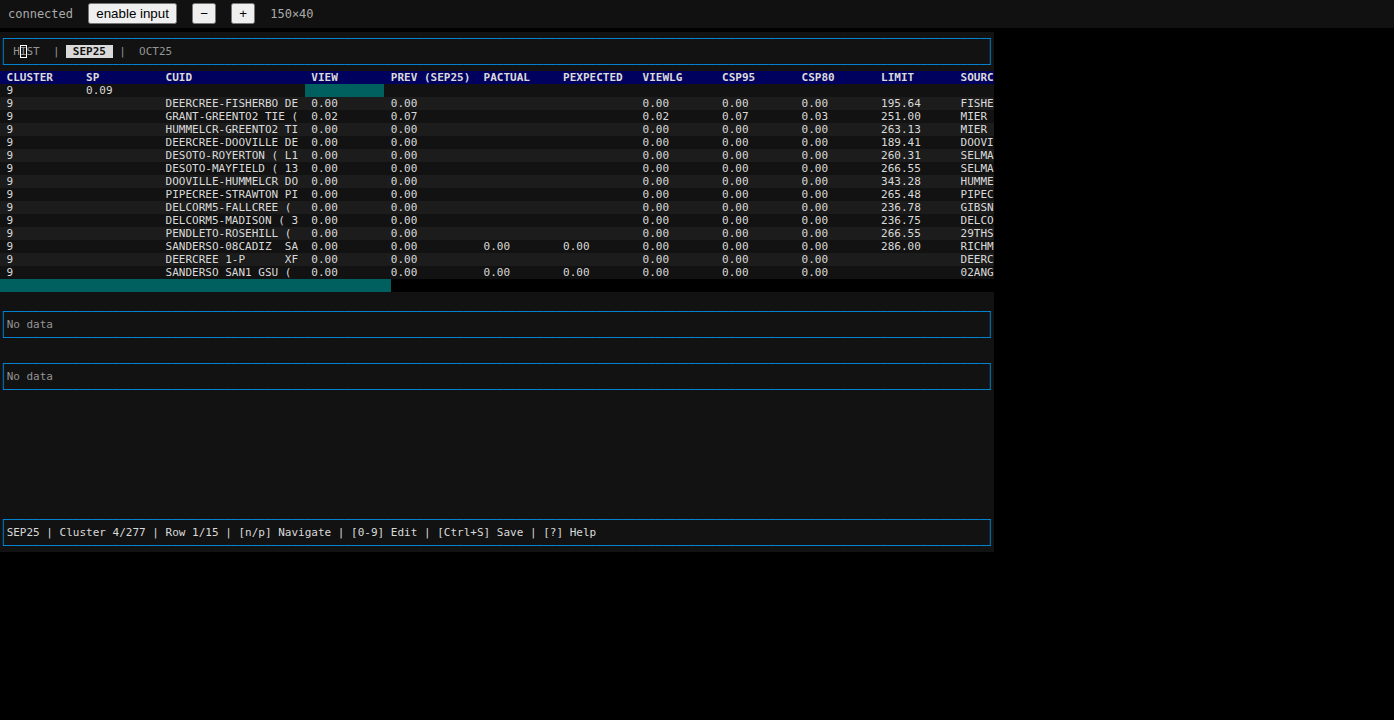 connected enable input − + 150×40
HIST | SEP25 | OCT25
CLUSTER SP CUID VIEW PREV (SEP25) PACTUAL PEXPECTED VIEWLG CSP95 CSP80 LIMIT SOURC
9 0.09
9 DEERCREE-FISHERBO DE 0.00 0.00 0.00 0.00 0.00 195.64 FISHE
9 GRANT-GREENTO2 TIE ( 0.02 0.07 0.02 0.07 0.03 251.00 MIER
9 HUMMELCR-GREENTO2 TI 0.00 0.00 0.00 0.00 0.00 263.13 MIER
9 DEERCREE-DOOVILLE DE 0.00 0.00 0.00 0.00 0.00 189.41 DOOVI
9 DESOTO-ROYERTON ( L1 0.00 0.00 0.00 0.00 0.00 260.31 SELMA
9 DESOTO-MAYFIELD ( 13 0.00 0.00 0.00 0.00 0.00 266.55 SELMA
9 DOOVILLE-HUMMELCR DO 0.00 0.00 0.00 0.00 0.00 343.28 HUMME
9 PIPECREE-STRAWTON PI 0.00 0.00 0.00 0.00 0.00 265.48 PIPEC
9 DELCORM5-FALLCREE ( 0.00 0.00 0.00 0.00 0.00 236.78 GIBSN
9 DELCORM5-MADISON ( 3 0.00 0.00 0.00 0.00 0.00 236.75 DELCO
9 PENDLETO-ROSEHILL ( 0.00 0.00 0.00 0.00 0.00 266.55 29THS
9 SANDERSO-08CADIZ SA 0.00 0.00 0.00 0.00 0.00 0.00 0.00 286.00 RICHM
9 DEERCREE 1-P XF 0.00 0.00 0.00 0.00 0.00 DEERC
9 SANDERSO SAN1 GSU ( 0.00 0.00 0.00 0.00 0.00 0.00 0.00 02ANG
No data
No data
SEP25 | Cluster 4/277 | Row 1/15 | [n/p] Navigate | [0-9] Edit | [Ctrl+S] Save | [?] Help